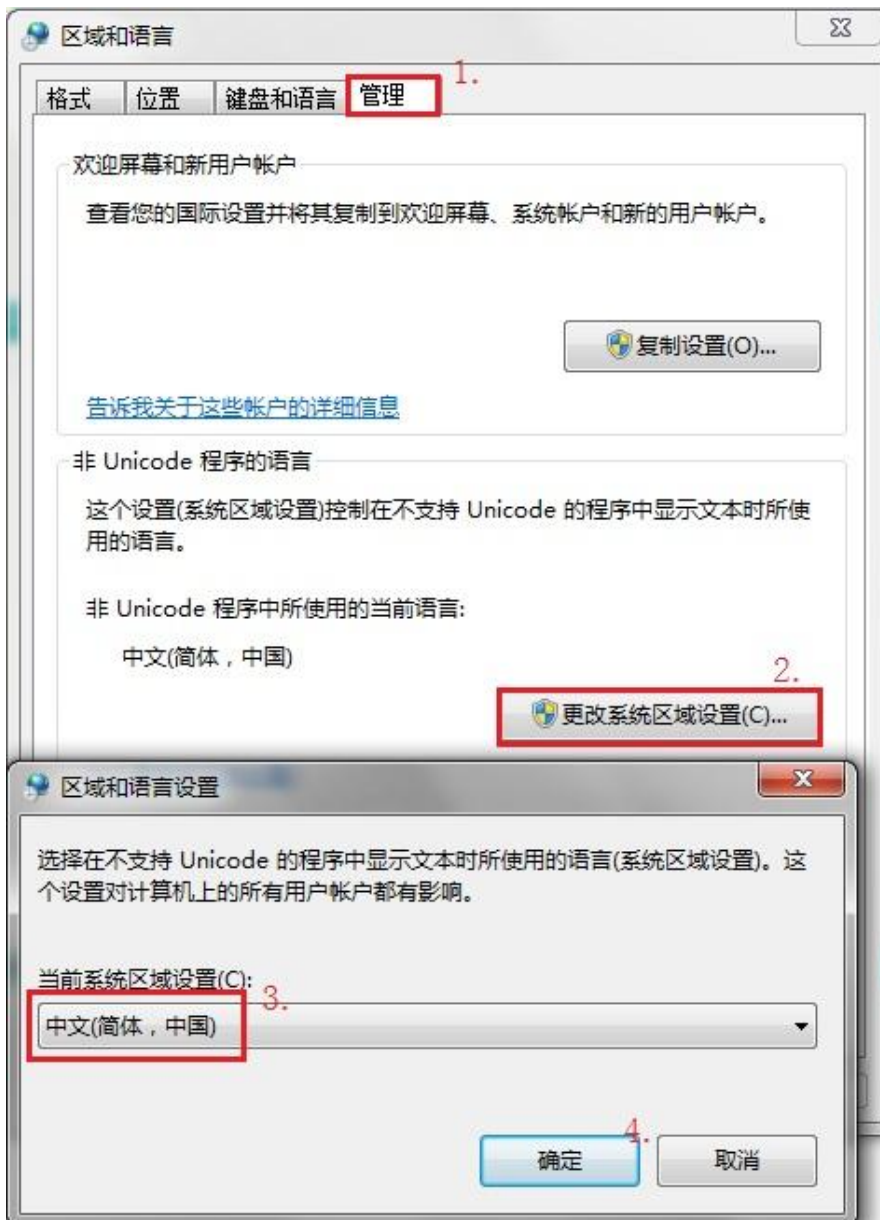 区域和语言
1.
格式 位置 键盘和语言 管理
欢迎屏幕和新用户帐户
查看您的国际设置并将其复制到欢迎屏幕、系统帐户和新的用户帐户。
复制设置(O)...
告诉我关于这些帐户的详细信息
非 Unicode 程序的语言
这个设置(系统区域设置)控制在不支持 Unicode 的程序中显示文本时所使
用的语言。
非 Unicode 程序中所使用的当前语言:
中文(简体，中国)
2.
更改系统区域设置(C)...
区域和语言设置
选择在不支持 Unicode 的程序中显示文本时所使用的语言(系统区域设置)。这
个设置对计算机上的所有用户帐户都有影响。
当前系统区域设置(C):
3.
中文(简体，中国)
4.
确定 取消